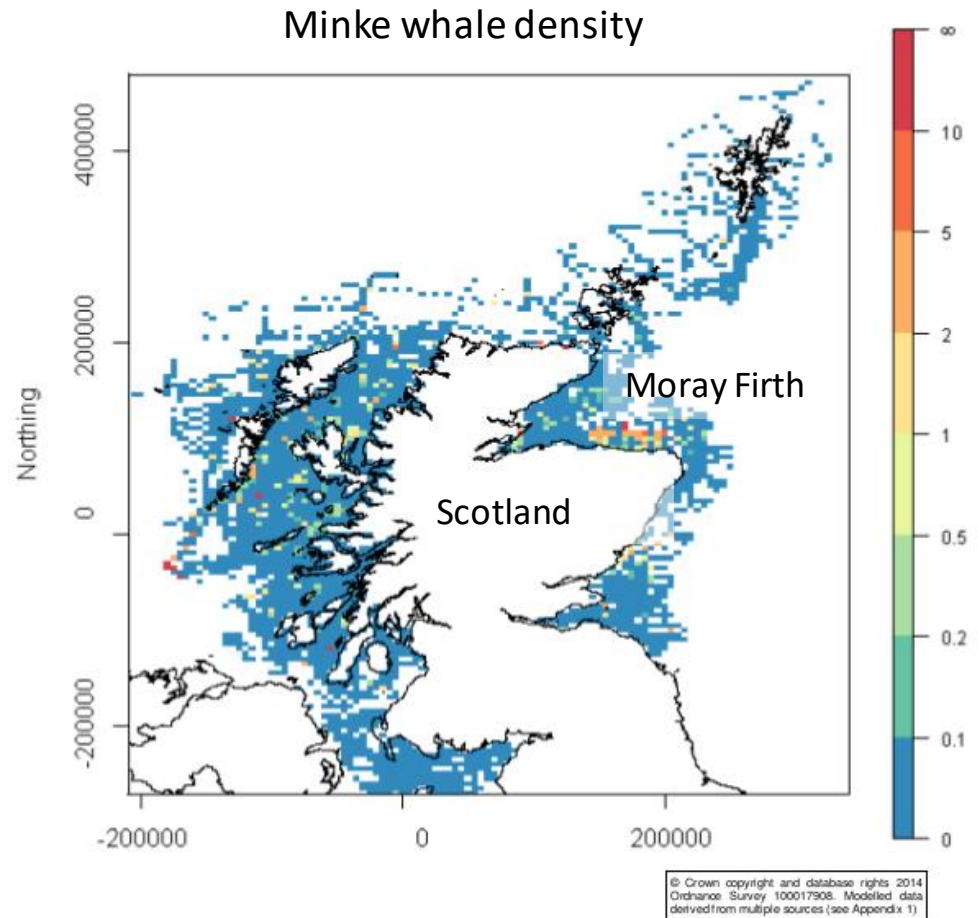 Minke whale density
∞
10
5
2
1
0.5
0.2
0.1
0
Northing
400000
200000
0
-200000
Moray Firth
Scotland
-200000
0
200000
© Crown copyright and database rights 2014
Ordnance Survey 100017908. Modelled data
derived from multiple sources (see Appendix 1)